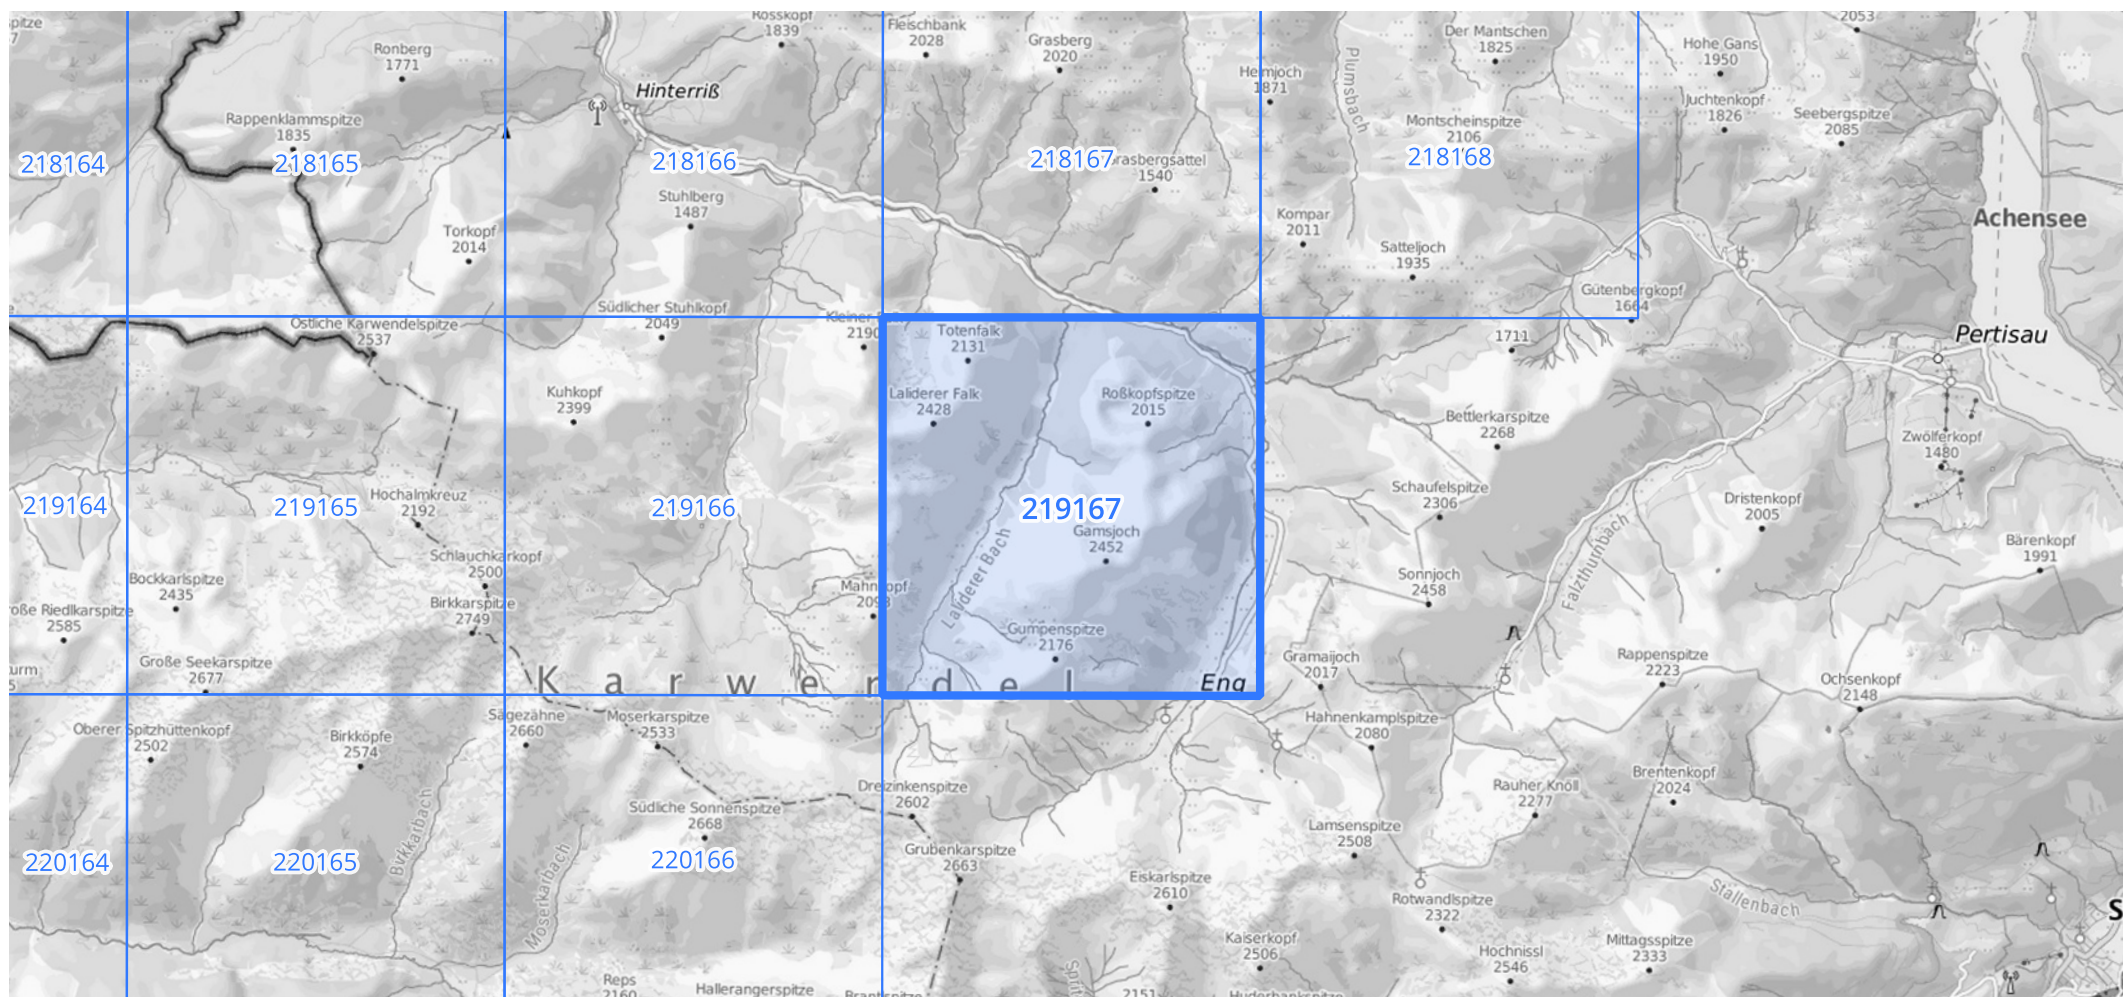 spitze
7
Ronberg
1771
Rappenklammspitze
1835
218164
218165
Torkopf
2014
Hinterriß
Rosskopf
1839
218166
Stuhlberg
1487
Südlicher Stuhlkopf
2049
Fleischbank
2028
Grasberg
2020
218167
rasbergsattel
1540
Heimjoch
1871
Plumsbach
Der Mantschen
1825
Montscheinspitze
2106
218168
Kompar
2011
Satteljoch
1935
Hohe Gans
1950
Juchtenkopf
1826
2053
Seebergspitze
2085
Achensee
Gütenbergkopf
1664
Pertisau
Östliche Karwendelspitze
2537
Kuhkopf
2399
Kleiner
2190
Totenfalk
2131
Laliderer Falk
2428
Roßkopfspitze
2015
1711
Bettlerkarspitze
2268
Zwölferkopf
1480
219164
219165
Hochalmkreuz
2192
219166
219167
Gamsjoch
2452
Schaufelspitze
2306
Dristenkopf
2005
Bärenkopf
1991
Schlauchkarkopf
2500
Bockkarlspitze
2435
Birkkarspitze
2749
roße Riedlkarspitze
2585
Große Seekarspitze
2677
urm
5
Laliderer Bach
Gumpenspitze
2176
Sonnjoch
2458
Falzthurnbach
Gramaijoch
2017
Rappenspitze
2223
Ochsenkopf
2148
Karwendel
Eng
Oberer Spitzhüttenkopf
2502
Birkköpfe
2574
Sägezähne
2660
Moserkarspitze
2533
Hahnenkamplspitze
2080
Dreizinkenspitze
2602
Südliche Sonnenspitze
2668
Rauher Knöll
2277
Brentenkopf
2024
Lamsenspitze
2508
Grubenkarspitze
2663
Eiskarlspitze
2610
220164
220165
Birkkarbach
Moserkarbach
220166
Rotwandlspitze
2322
Stallenbach
S
Kaiserkopf
2506
Hochnissl
2546
Mittagsspitze
2333
Reps
2160
Hallerangerspitze
2151